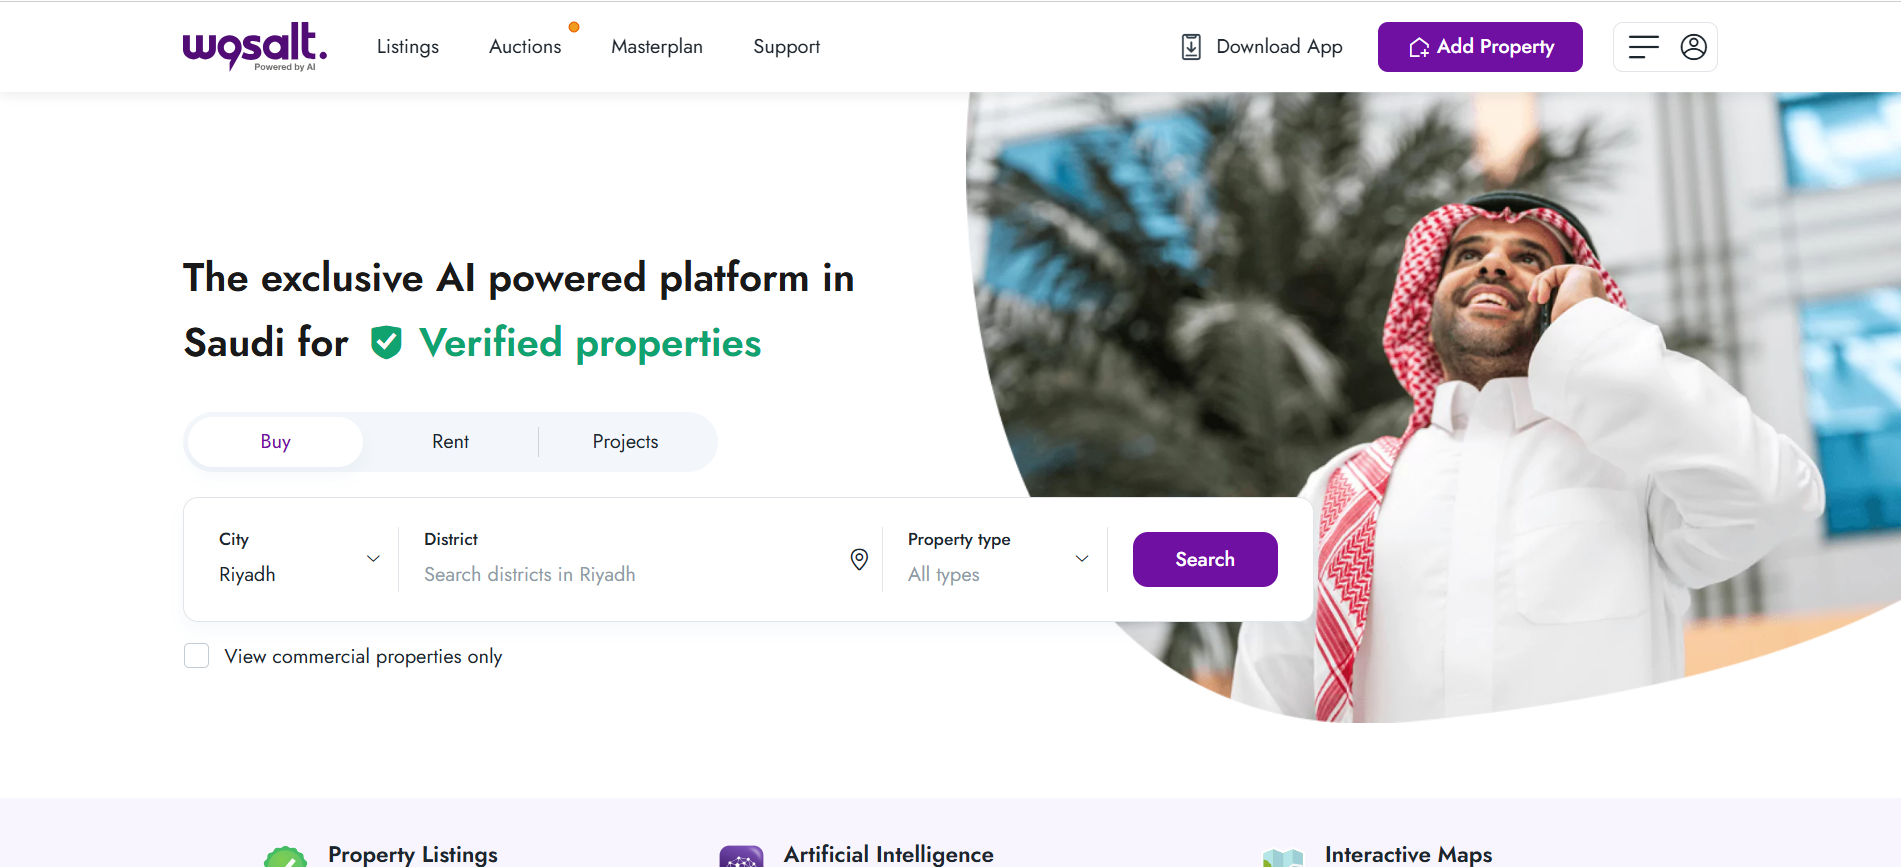 wosalt.
Powered by AI
Listings
Auctions
Masterplan
Support
Download App
Add Property
The exclusive AI powered platform in
Saudi for Verified properties
Buy
Rent
Projects
City
Riyadh
District
Search districts in Riyadh
Property type
All types
Search
View commercial properties only
Property Listings
Artificial Intelligence
Interactive Maps